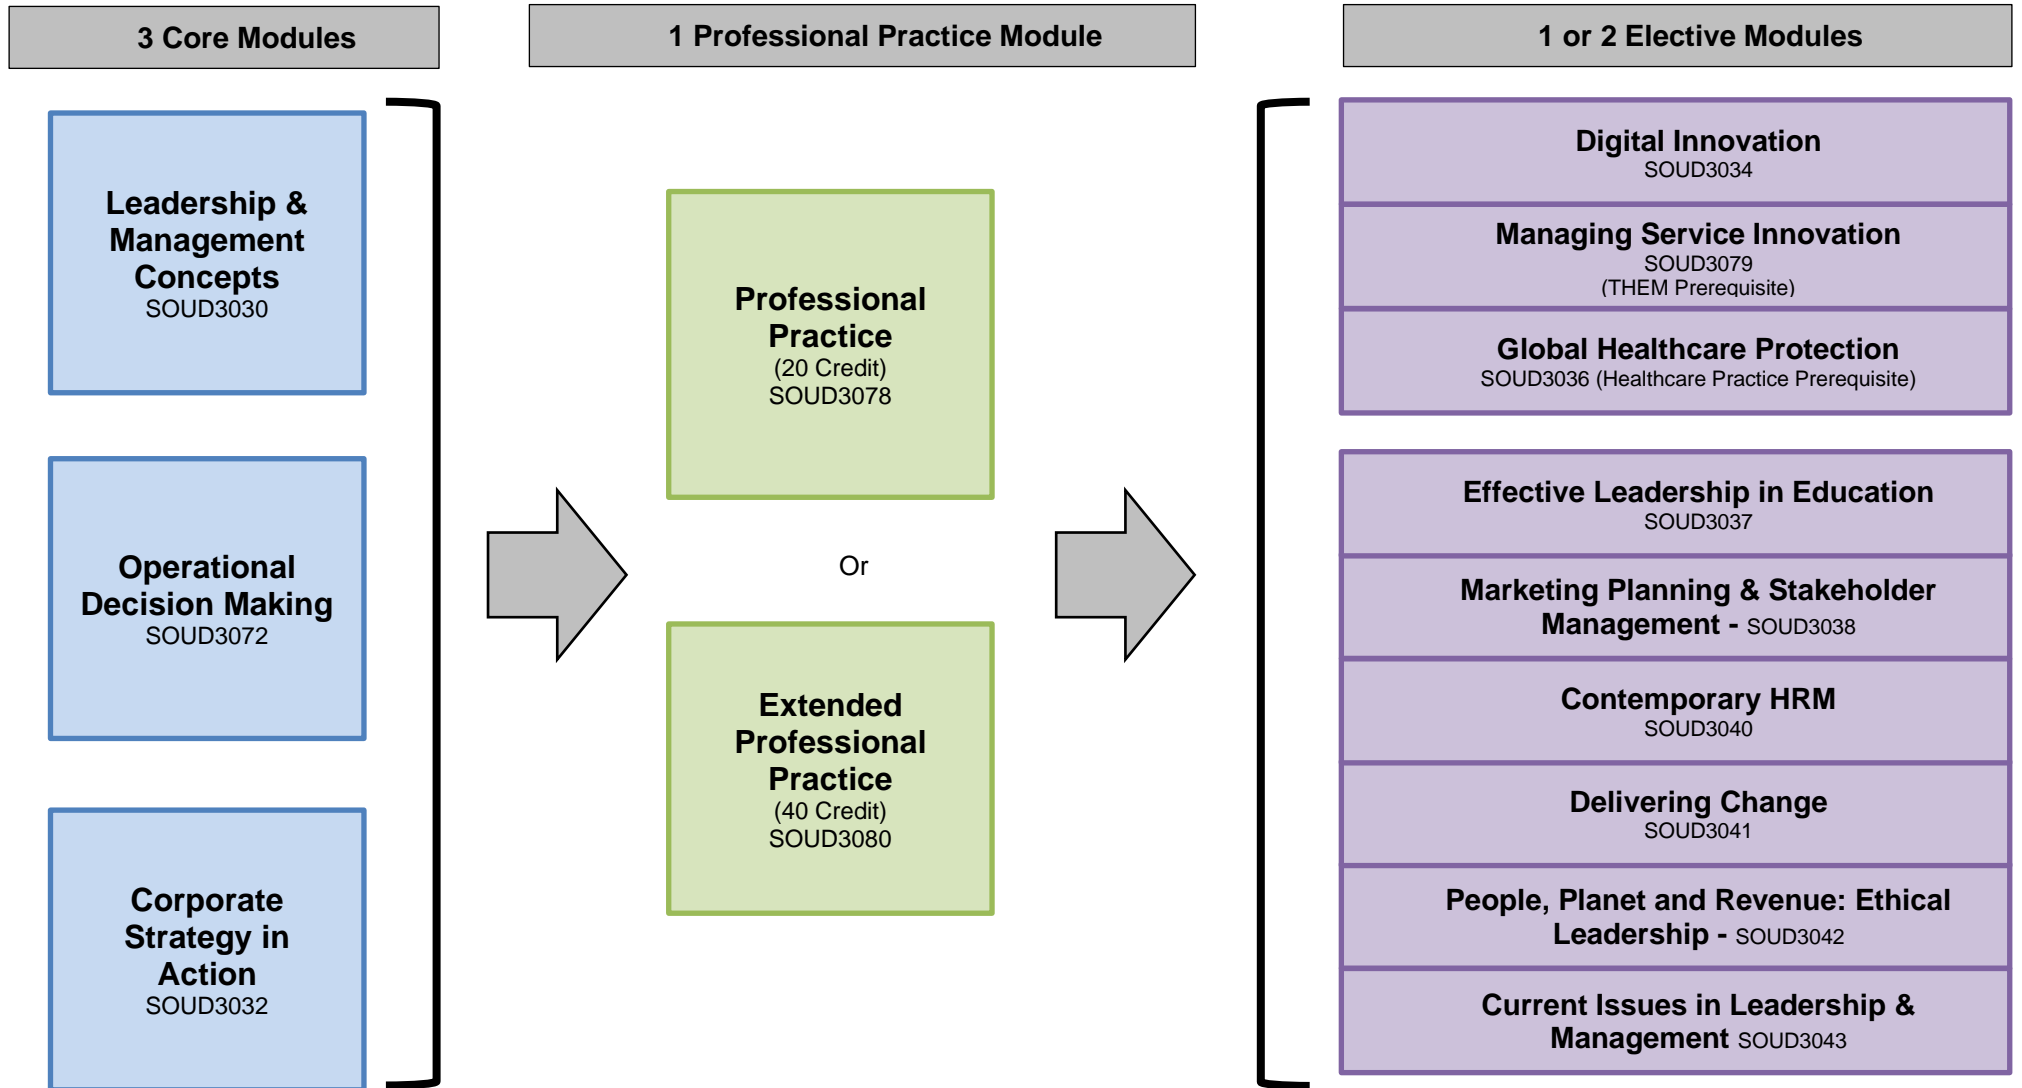 3 Core Modules
1 Professional Practice Module
1 or 2 Elective Modules
Leadership &
Management
Concepts
SOUD3030
Operational
Decision Making
SOUD3072
Corporate
Strategy in
Action
SOUD3032
Professional
Practice
(20 Credit)
SOUD3078
Or
Extended
Professional
Practice
(40 Credit)
SOUD3080
Digital Innovation
SOUD3034
Managing Service Innovation
SOUD3079
(THEM Prerequisite)
Global Healthcare Protection
SOUD3036 (Healthcare Practice Prerequisite)
Effective Leadership in Education
SOUD3037
Marketing Planning & Stakeholder
Management - SOUD3038
Contemporary HRM
SOUD3040
Delivering Change
SOUD3041
People, Planet and Revenue: Ethical
Leadership - SOUD3042
Current Issues in Leadership &
Management SOUD3043